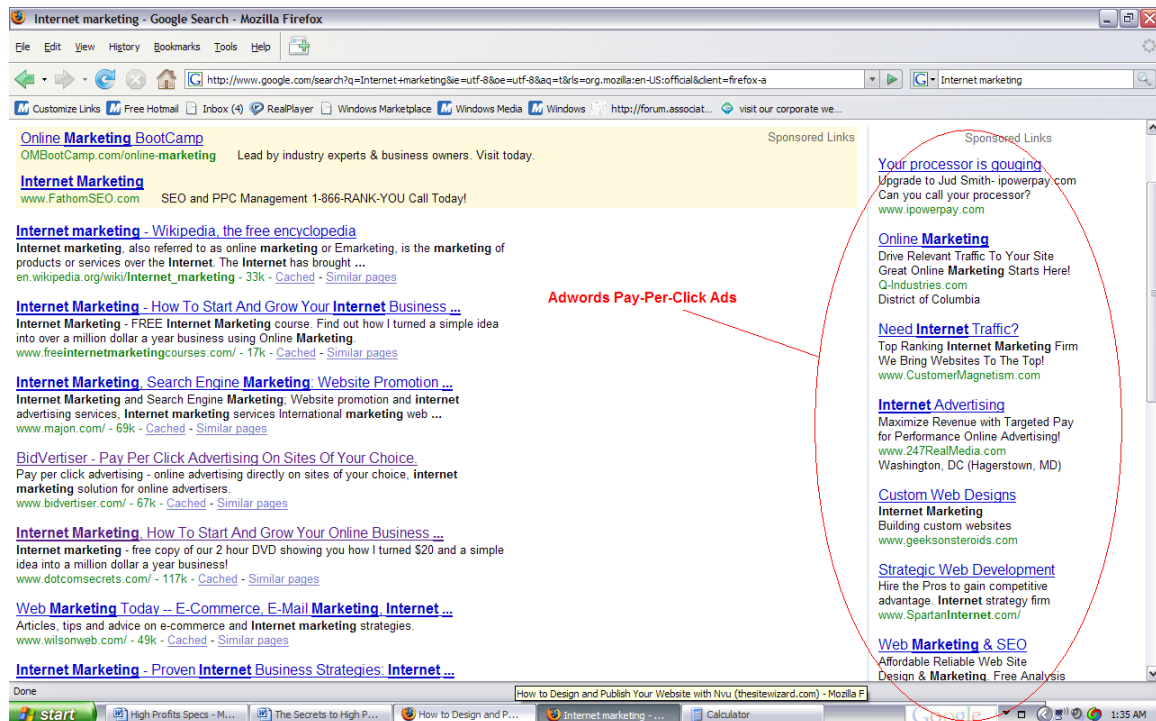 Internet marketing - Google Search - Mozilla Firefox
File Edit View History Bookmarks Tools Help
http://www.google.com/search?q=Internet+marketing&ie=utf-8&oe=utf-8&aq=t&rls=org.mozilla:en-US:official&client=firefox-a
Internet marketing
Customize Links Free Hotmail Inbox (4) RealPlayer Windows Marketplace Windows Media Windows http://forum.associat... visit our corporate we...
Online Marketing BootCamp
Sponsored Links
OMBootCamp.com/online-marketing Lead by industry experts & business owners. Visit today.
Internet Marketing
www.FathomSEO.com SEO and PPC Management 1-866-RANK-YOU Call Today!
Internet marketing - Wikipedia, the free encyclopedia
Internet marketing, also referred to as online marketing or Emarketing, is the marketing of
products or services over the Internet. The Internet has brought ...
en.wikipedia.org/wiki/Internet_marketing - 33k - Cached - Similar pages
Internet Marketing - How To Start And Grow Your Internet Business ...
Internet Marketing - FREE Internet Marketing course. Find out how I turned a simple idea
into over a million dollar a year business using Online Marketing.
www.freeinternetmarketingcourses.com/ - 17k - Cached - Similar pages
Internet Marketing, Search Engine Marketing: Website Promotion ...
Internet Marketing and Search Engine Marketing; Website promotion and internet
advertising services, Internet marketing services International marketing web ...
www.majon.com/ - 69k - Cached - Similar pages
BidVertiser - Pay Per Click Advertising On Sites Of Your Choice.
Pay per click advertising - online advertising directly on sites of your choice, internet
marketing solution for online advertisers.
www.bidvertiser.com/ - 67k - Cached - Similar pages
Internet Marketing, How To Start And Grow Your Online Business ...
Internet marketing - free copy of our 2 hour DVD showing you how I turned $20 and a simple
idea into a million dollar a year business!
www.dotcomsecrets.com/ - 117k - Cached - Similar pages
Web Marketing Today -- E-Commerce, E-Mail Marketing, Internet ...
Articles, tips and advice on e-commerce and Internet marketing strategies.
www.wilsonweb.com/ - 49k - Cached - Similar pages
Internet Marketing - Proven Internet Business Strategies: Internet ...
Adwords Pay-Per-Click Ads
Sponsored Links
Your processor is gouging
Upgrade to Jud Smith- ipowerpay.com
Can you call your processor?
www.ipowerpay.com
Online Marketing
Drive Relevant Traffic To Your Site
Great Online Marketing Starts Here!
Q-Industries.com
District of Columbia
Need Internet Traffic?
Top Ranking Internet Marketing Firm
We Bring Websites To The Top!
www.CustomerMagnetism.com
Internet Advertising
Maximize Revenue with Targeted Pay
for Performance Online Advertising!
www.247RealMedia.com
Washington, DC (Hagerstown, MD)
Custom Web Designs
Internet Marketing
Building custom websites
www.geeksonsteroids.com
Strategic Web Development
Hire the Pros to gain competitive
advantage. Internet strategy firm
www.SpartanInternet.com/
Web Marketing & SEO
Affordable Reliable Web Site
Design & Marketing. Free Analysis
Done
How to Design and Publish Your Website with Nvu (thesitewizard.com) - Mozilla F
start High Profits Specs - M... The Secrets to High P... How to Design and P... Internet marketing - ... Calculator Google 1:35 AM